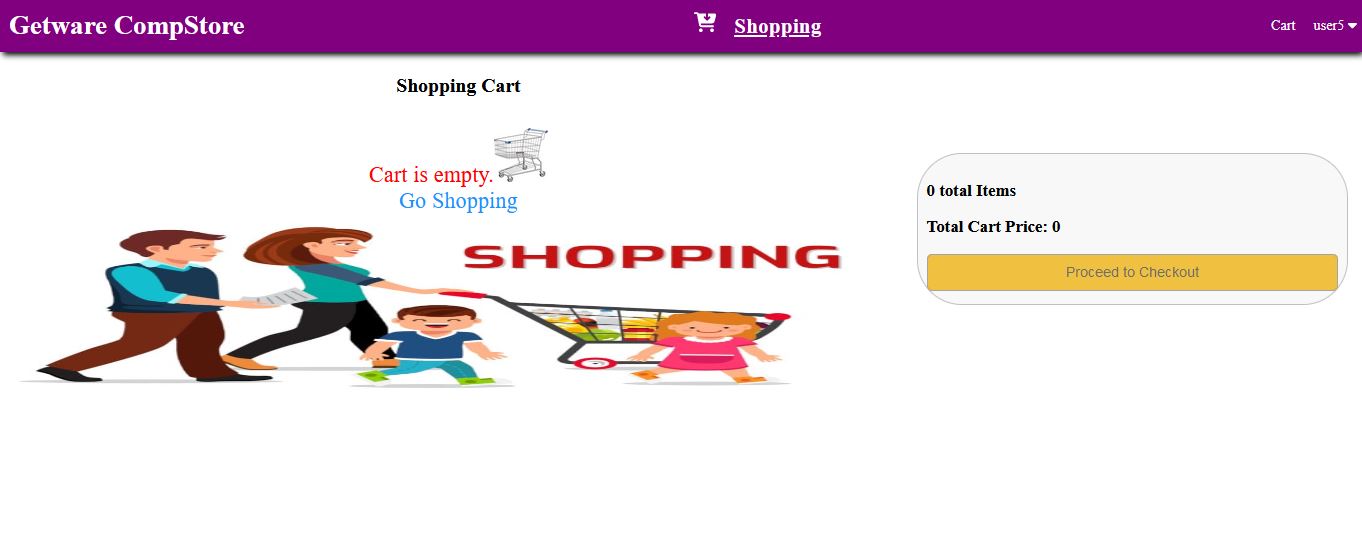 Getware CompStore
Shopping
Cart
user5
Shopping Cart
Cart is empty.
Go Shopping
SHOPPING
0 total Items
Total Cart Price: 0
Proceed to Checkout